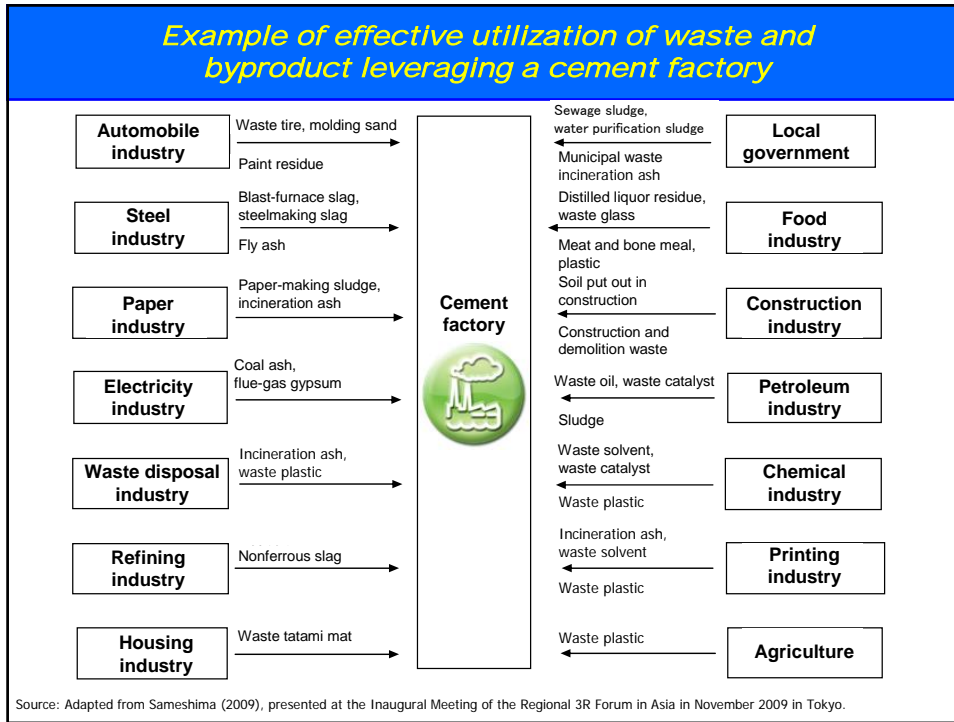 Example of effective utilization of waste and
byproduct leveraging a cement factory
Automobile
industry
Waste tire, molding sand
Paint residue
Steel
industry
Blast-furnace slag,
steelmaking slag
Fly ash
Paper
industry
Paper-making sludge,
incineration ash
Electricity
industry
Coal ash,
flue-gas gypsum
Waste disposal
industry
Incineration ash,
waste plastic
Refining
industry
Nonferrous slag
Housing
industry
Waste tatami mat
Cement
factory
Sewage sludge,
water purification sludge
Municipal waste
incineration ash
Local
government
Distilled liquor residue,
waste glass
Meat and bone meal,
plastic
Food
industry
Soil put out in
construction
Construction and
demolition waste
Construction
industry
Waste oil, waste catalyst
Sludge
Petroleum
industry
Waste solvent,
waste catalyst
Waste plastic
Chemical
industry
Incineration ash,
waste solvent
Waste plastic
Printing
industry
Waste plastic
Agriculture
Source: Adapted from Sameshima (2009), presented at the Inaugural Meeting of the Regional 3R Forum in Asia in November 2009 in Tokyo.